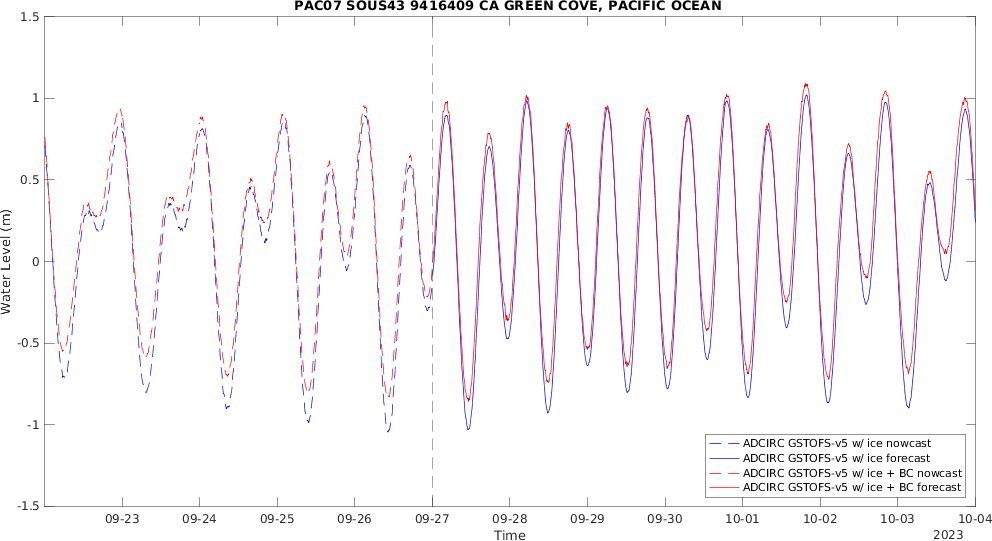 PAC07 SOUS43 9416409 CA GREEN COVE, PACIFIC OCEAN
1.5
1
0.5
0
-0.5
-1
-1.5
Water Level (m)
ADCIRC GSTOFS-v5 w/ ice nowcast
ADCIRC GSTOFS-v5 w/ ice forecast
ADCIRC GSTOFS-v5 w/ ice + BC nowcast
ADCIRC GSTOFS-v5 w/ ice + BC forecast
09-23 09-24 09-25 09-26 09-27 09-28 09-29 09-30 10-01 10-02 10-03 10-04
Time
2023